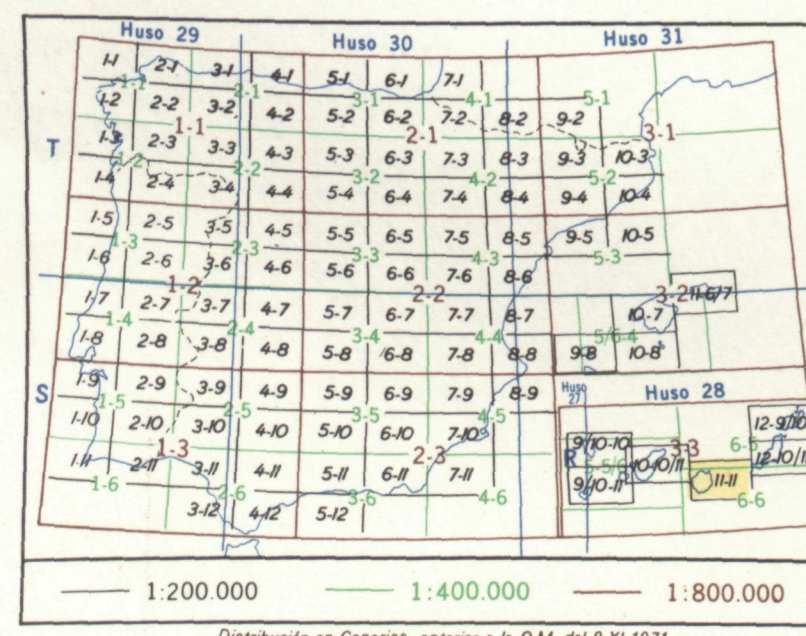 Huso 29 Huso 30 Huso 31
1-1 2-1 3-1 4-1 5-1 6-1 7-1
1-1 2-1 3-1 4-1 5-1
1-2 2-2 3-2 4-2 5-2 6-2 7-2 8-2 9-2
1-1 2-1 3-1
T
1-3 2-3 3-3 4-3 5-3 6-3 7-3 8-3 9-3 10-3
1-2 2-2 3-2 4-2 5-2
1-4 2-4 3-4 4-4 5-4 6-4 7-4 8-4 9-4 10-4
1-5 2-5 3-5 4-5 5-5 6-5 7-5 8-5 9-5 10-5
1-3 2-3 3-3 4-3 5-3
1-6 2-6 3-6 4-6 5-6 6-6 7-6 8-6
1-2 2-2 3-2 11-6/7
1-7 2-7 3-7 4-7 5-7 6-7 7-7 8-7 10-7
1-4 2-4 3-4 4-4 5/6-4
1-8 2-8 3-8 4-8 5-8 6-8 7-8 8-8 9-8 10-8
S
1-9 2-9 3-9 4-9 5-9 6-9 7-9 8-9
Huso 27 Huso 28
1-5 2-5 3-5 4-5
1-10 2-10 3-10 4-10 5-10 6-10 7-10
1-3 2-3 3-3
9/10-10 12-9/10
R 10-10/11 6-5 12-10/11
1-11 2-11 3-11 4-11 5-11 6-11 7-11 9/10-11 11-11
1-6 2-6 3-6 4-6 6-6
3-12 4-12 5-12
1:200.000 1:400.000 1:800.000
Distribución en Canarias, anterior a la O.M. del 8-XI-1971